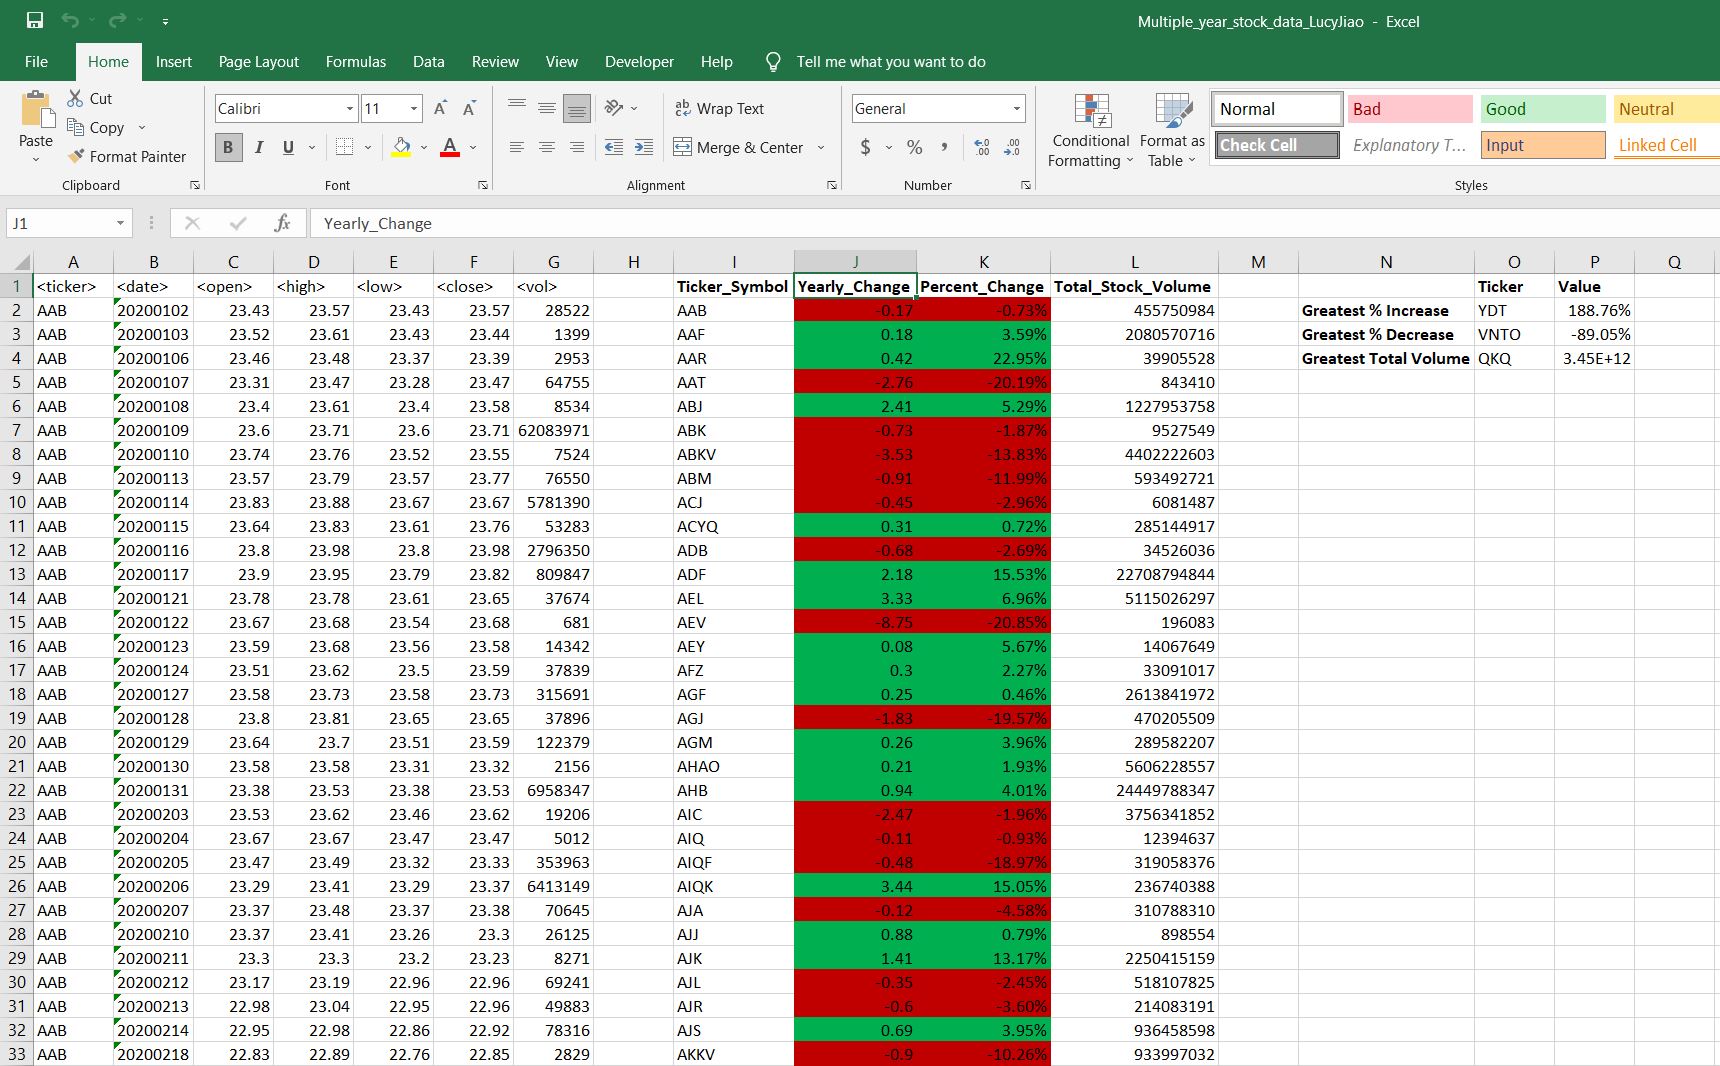 Multiple_year_stock_data_LucyJiao - Excel
File Home Insert Page Layout Formulas Data Review View Developer Help Tell me what you want to do
Cut
Copy
Format Painter
Paste
Clipboard
Calibri 11
B I U
Font
Wrap Text
Merge & Center
Alignment
General
$ % ,
Number
Conditional Formatting
Format as Table
Normal Bad Good Neutral
Check Cell Explanatory T... Input Linked Cell
Styles
J1 fx Yearly_Change
A B C D E F G H I J K L M N O P Q
1 <ticker> <date> <open> <high> <low> <close> <vol> Ticker_Symbol Yearly_Change Percent_Change Total_Stock_Volume Ticker Value
2 AAB 20200102 23.43 23.57 23.43 23.57 28522 AAB -0.17 -0.73% 455750984 Greatest % Increase YDT 188.76%
3 AAB 20200103 23.52 23.61 23.43 23.44 1399 AAF 0.18 3.59% 2080570716 Greatest % Decrease VNTO -89.05%
4 AAB 20200106 23.46 23.48 23.37 23.39 2953 AAR 0.42 22.95% 39905528 Greatest Total Volume QKQ 3.45E+12
5 AAB 20200107 23.31 23.47 23.28 23.47 64755 AAT -2.76 -20.19% 843410
6 AAB 20200108 23.4 23.61 23.4 23.58 8534 ABJ 2.41 5.29% 1227953758
7 AAB 20200109 23.6 23.71 23.6 23.71 62083971 ABK -0.73 -1.87% 9527549
8 AAB 20200110 23.74 23.76 23.52 23.55 7524 ABKV -3.53 -13.83% 4402222603
9 AAB 20200113 23.57 23.79 23.57 23.77 76550 ABM -0.91 -11.99% 593492721
10 AAB 20200114 23.83 23.88 23.67 23.67 5781390 ACJ -0.45 -2.96% 6081487
11 AAB 20200115 23.64 23.83 23.61 23.76 53283 ACYQ 0.31 0.72% 285144917
12 AAB 20200116 23.8 23.98 23.8 23.98 2796350 ADB -0.68 -2.69% 34526036
13 AAB 20200117 23.9 23.95 23.79 23.82 809847 ADF 2.18 15.53% 22708794844
14 AAB 20200121 23.78 23.78 23.61 23.65 37674 AEL 3.33 6.96% 5115026297
15 AAB 20200122 23.67 23.68 23.54 23.68 681 AEV -8.75 -20.85% 196083
16 AAB 20200123 23.59 23.68 23.56 23.58 14342 AEY 0.08 5.67% 14067649
17 AAB 20200124 23.51 23.62 23.5 23.59 37839 AFZ 0.3 2.27% 33091017
18 AAB 20200127 23.58 23.73 23.58 23.73 315691 AGF 0.25 0.46% 2613841972
19 AAB 20200128 23.8 23.81 23.65 23.65 37896 AGJ -1.83 -19.57% 470205509
20 AAB 20200129 23.64 23.7 23.51 23.59 122379 AGM 0.26 3.96% 289582207
21 AAB 20200130 23.58 23.58 23.31 23.32 2156 AHAO 0.21 1.93% 5606228557
22 AAB 20200131 23.38 23.53 23.38 23.53 6958347 AHB 0.94 4.01% 24449788347
23 AAB 20200203 23.53 23.62 23.46 23.62 19206 AIC -2.47 -1.96% 3756341852
24 AAB 20200204 23.67 23.67 23.47 23.47 5012 AIQ -0.11 -0.93% 12394637
25 AAB 20200205 23.47 23.49 23.32 23.33 353963 AIQF -0.48 -18.97% 319058376
26 AAB 20200206 23.29 23.41 23.29 23.37 6413149 AIQK 3.44 15.05% 236740388
27 AAB 20200207 23.37 23.48 23.37 23.38 70645 AJA -0.12 -4.58% 310788310
28 AAB 20200210 23.37 23.41 23.26 23.3 26125 AJJ 0.88 0.79% 898554
29 AAB 20200211 23.3 23.3 23.2 23.23 8271 AJK 1.41 13.17% 2250415159
30 AAB 20200212 23.17 23.19 22.96 22.96 69241 AJL -0.35 -2.45% 518107825
31 AAB 20200213 22.98 23.04 22.95 22.96 49883 AJR -0.6 -3.60% 214083191
32 AAB 20200214 22.95 22.98 22.86 22.92 78316 AJS 0.69 3.95% 936458598
33 AAB 20200218 22.83 22.89 22.76 22.85 2829 AKKV -0.9 -10.26% 933997032